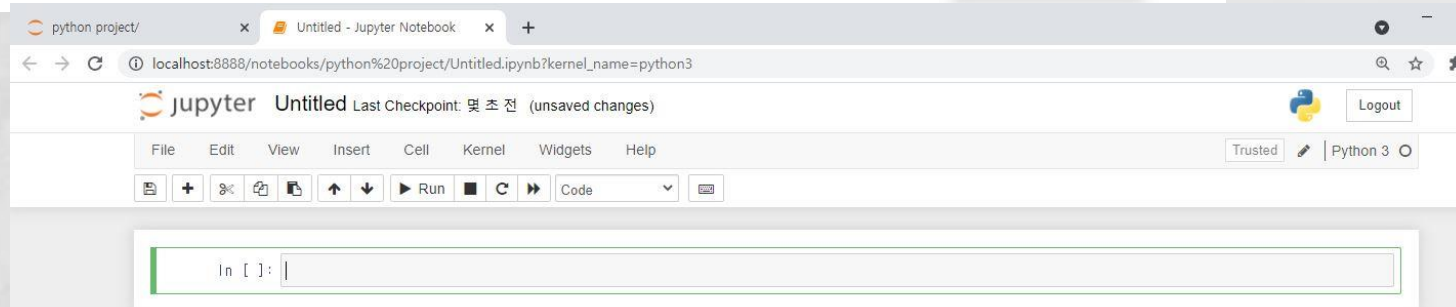 python project/ Untitled - Jupyter Notebook
localhost:8888/notebooks/python%20project/Untitled.ipynb?kernel_name=python3
jupyter Untitled Last Checkpoint: 몇 초 전 (unsaved changes) Logout
File Edit View Insert Cell Kernel Widgets Help Trusted Python 3
Run Code
In [ ]: